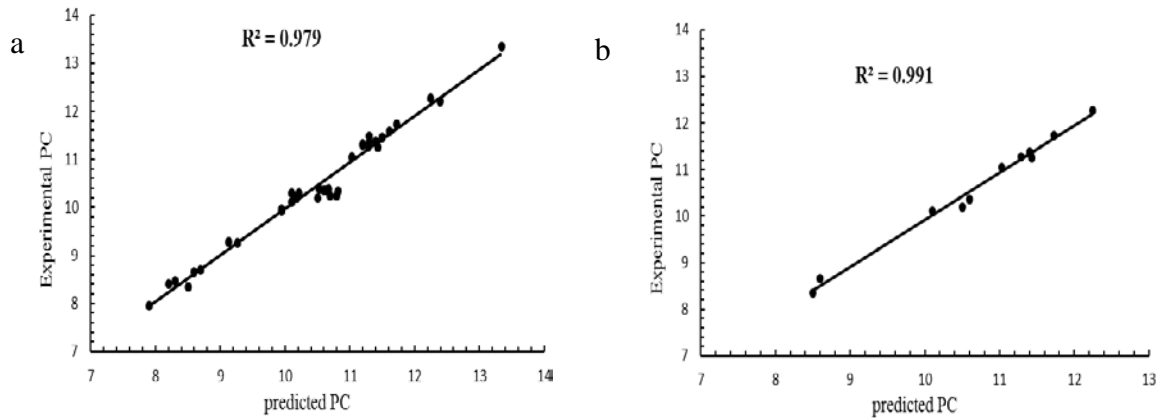 a
R² = 0.979
Experimental PC
14
13
12
11
10
9
8
7
7 8 9 10 11 12 13 14
predicted PC
b
R² = 0.991
Experimental PC
14
13
12
11
10
9
8
7
7 8 9 10 11 12 13
predicted PC